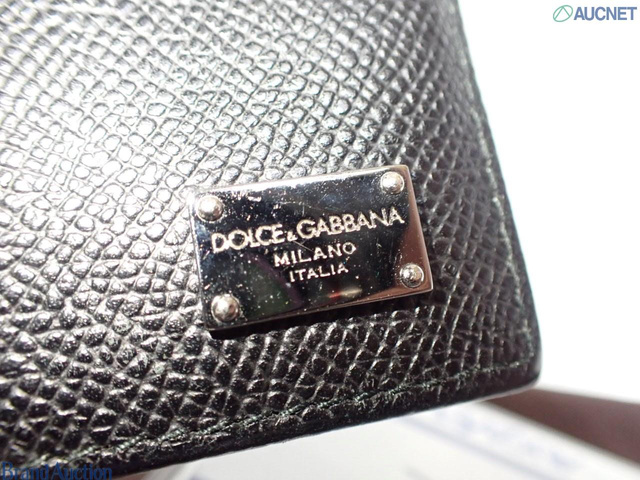 AUCNET
DOLCE&GABBANA
MILANO
ITALIA
Brand Auction